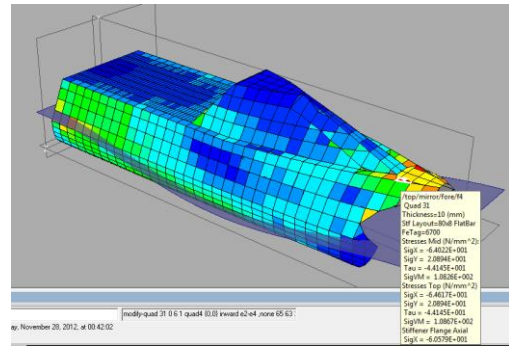 /top/mirror/fore/f4
Quad 31
Thickness=10 (mm)
Stf Layout=80x8 FlatBar
FeTag=6700
Stresses Mid (N/mm^2):
SigX = -6.4022E+001
SigY = 2.0894E+001
Tau = -4.4145E+001
SigVM = 1.0826E+002
Stresses Top (N/mm^2):
SigX = -6.4617E+001
SigY = 2.0894E+001
Tau = -4.4145E+001
SigVM = 1.0867E+002
Stiffener Flange Axial
SigX = -6.0579E+001
modify-quad 31 0 6 1 quad4 {0,0} inward e2-e4 ,none 65 63
ay, November 28, 2012, at 00:42:02